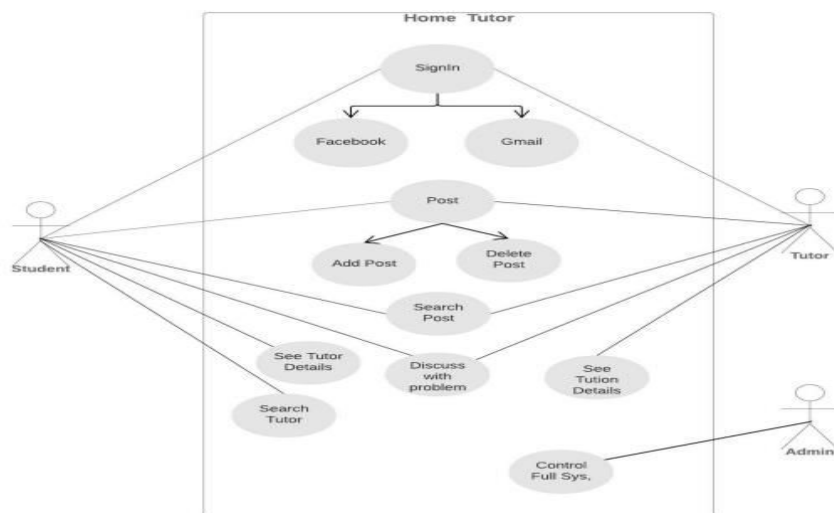 Home Tutor
SignIn
Facebook
Gmail
Post
Add Post
Delete
Post
Student
Tutor
Search
Post
See Tutor
Details
Discuss
with
problem
See
Tution
Details
Search
Tutor
Admin
Control
Full Sys,